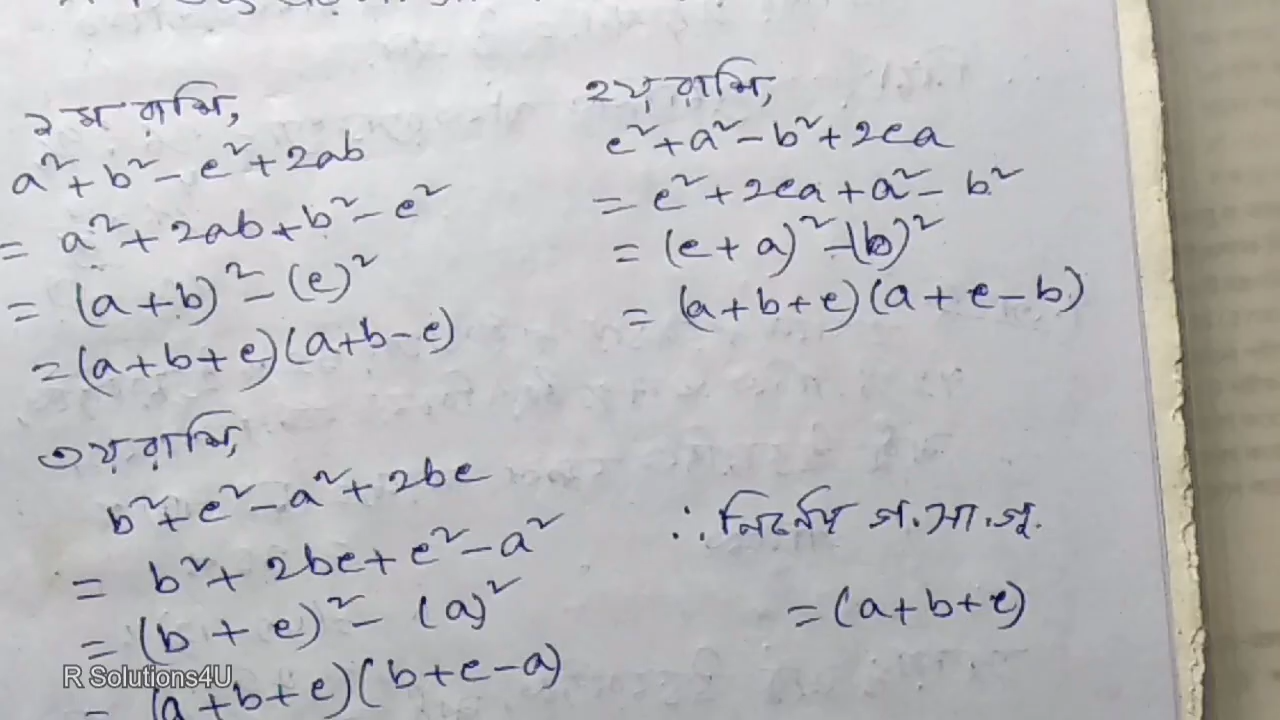 ১ম রাশি,
a²+b²-c²+2ab
= a²+2ab+b²-c²
= (a+b)²-(c)²
=(a+b+c)(a+b-c)
২য় রাশি,
c²+a²-b²+2ca
= c²+2ca+a²-b²
= (c+a)²-(b)²
= (a+b+c)(a+c-b)
৩য় রাশি,
b²+c²-a²+2bc
= b²+2bc+c²-a²
= (b+c)²-(a)²
= (a+b+c)(b+c-a)
∴ নির্ণেয় গ.সা.গু.
=(a+b+c)
R Solutions4U